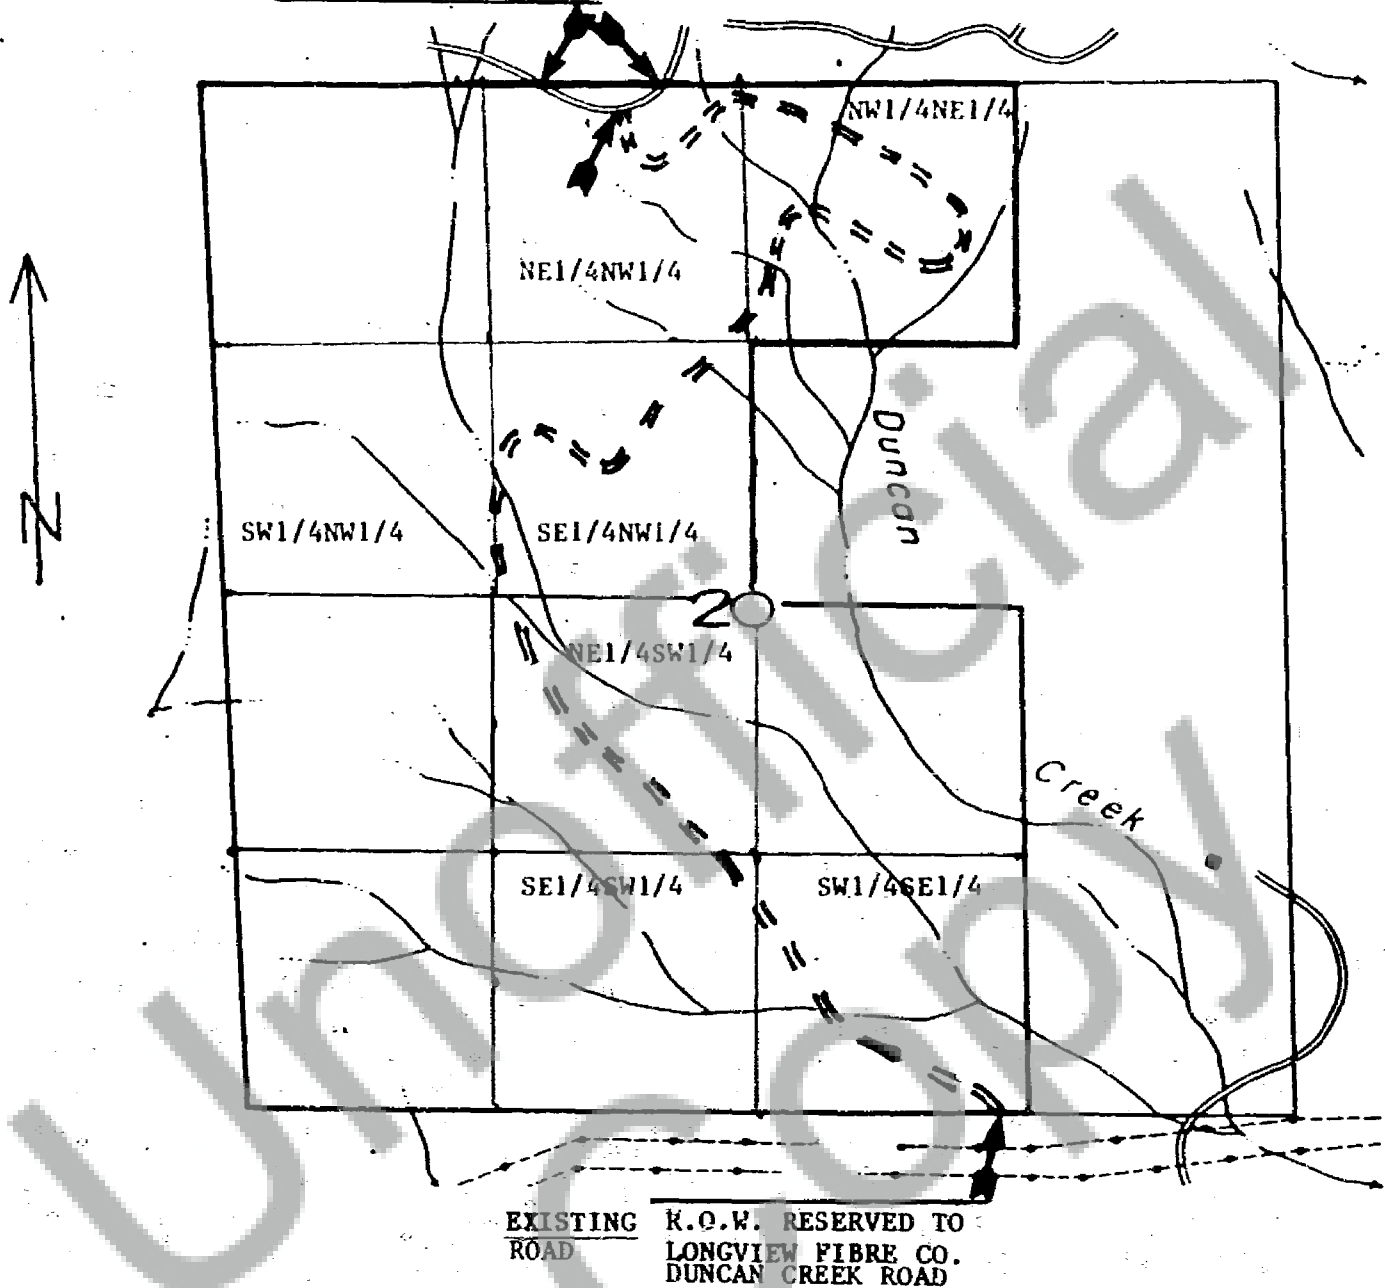 NW1/4NE1/4
NE1/4NW1/4
Duncan
SW1/4NW1/4
SE1/4NW1/4
2
N
NE1/4SW1/4
Creek
SE1/4SW1/4
SW1/4SE1/4
EXISTING R.O.W. RESERVED TO
ROAD LONGVIEW FIBRE CO.
DUNCAN CREEK ROAD
Unofficial
Copy